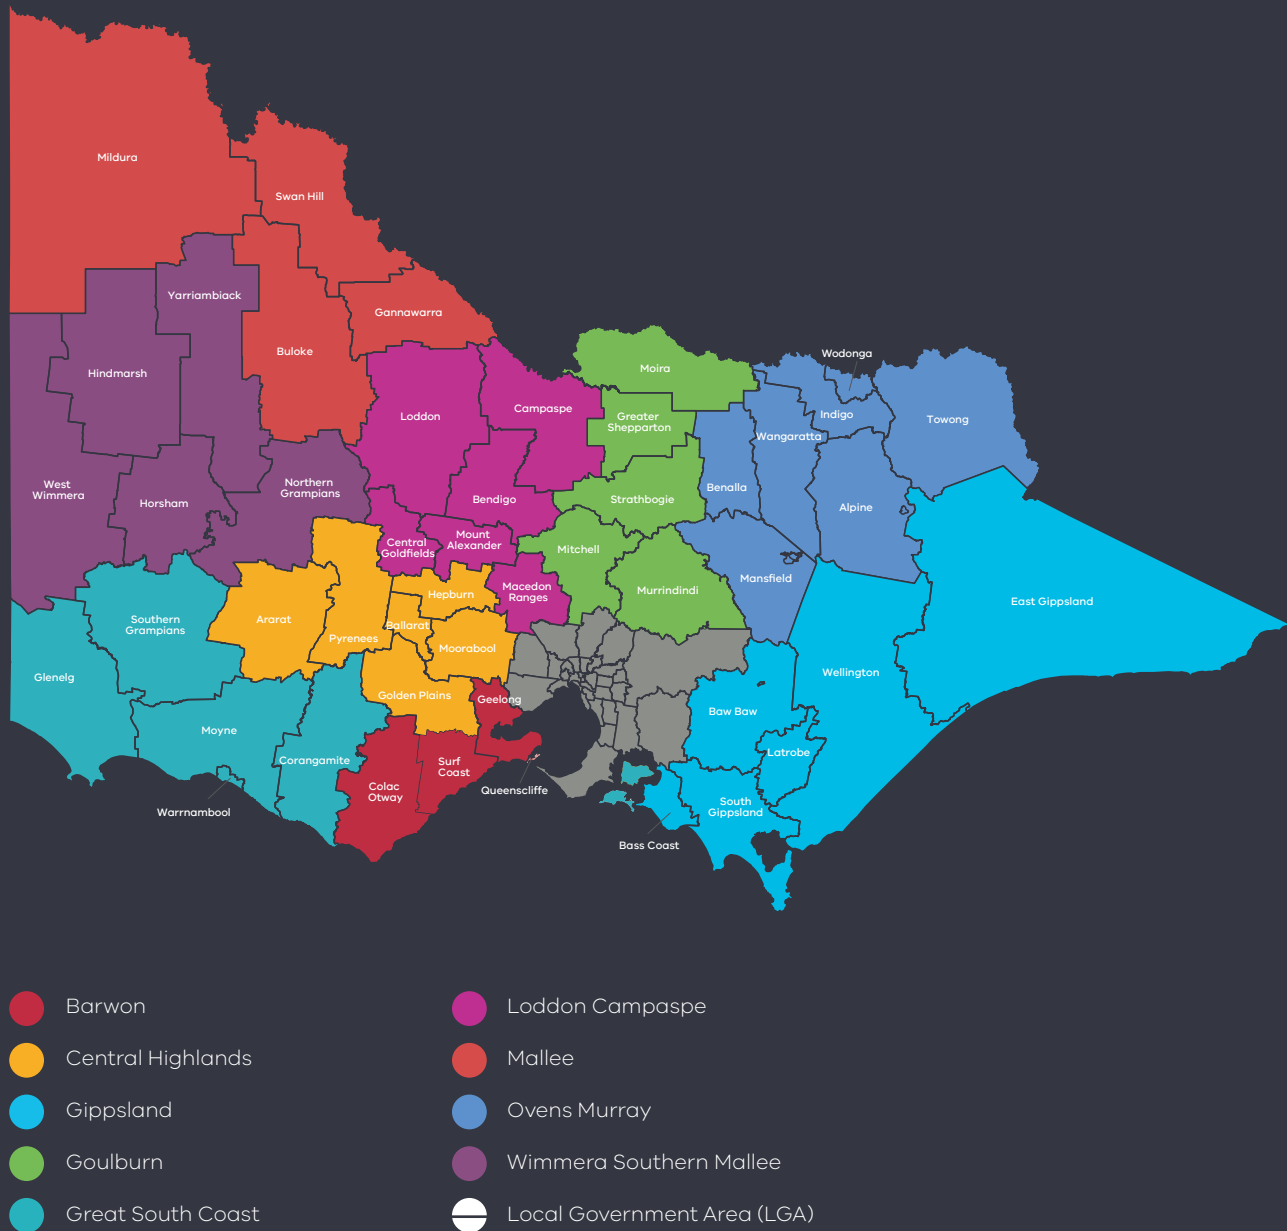 Mildura
Swan Hill
Yarriambiack
Gannawarra
Buloke
Hindmarsh
Wodonga
Moira
Loddon
Campaspe
Greater
Shepparton
Indigo
Towong
Wangaratta
West
Wimmera
Horsham
Northern
Grampians
Bendigo
Strathbogie
Benalla
Alpine
Central
Goldfields
Mount
Alexander
Mitchell
Mansfield
Macedon
Ranges
Murrindindi
Hepburn
East Gippsland
Southern
Grampians
Ararat
Ballarat
Pyrenees
Moorabool
Glenelg
Wellington
Golden Plains
Geelong
Baw Baw
Moyne
Latrobe
Corangamite
Surf
Coast
Colac
Otway
Queenscliffe
South
Gippsland
Warrnambool
Bass Coast
Barwon
Central Highlands
Gippsland
Goulburn
Great South Coast
Loddon Campaspe
Mallee
Ovens Murray
Wimmera Southern Mallee
Local Government Area (LGA)